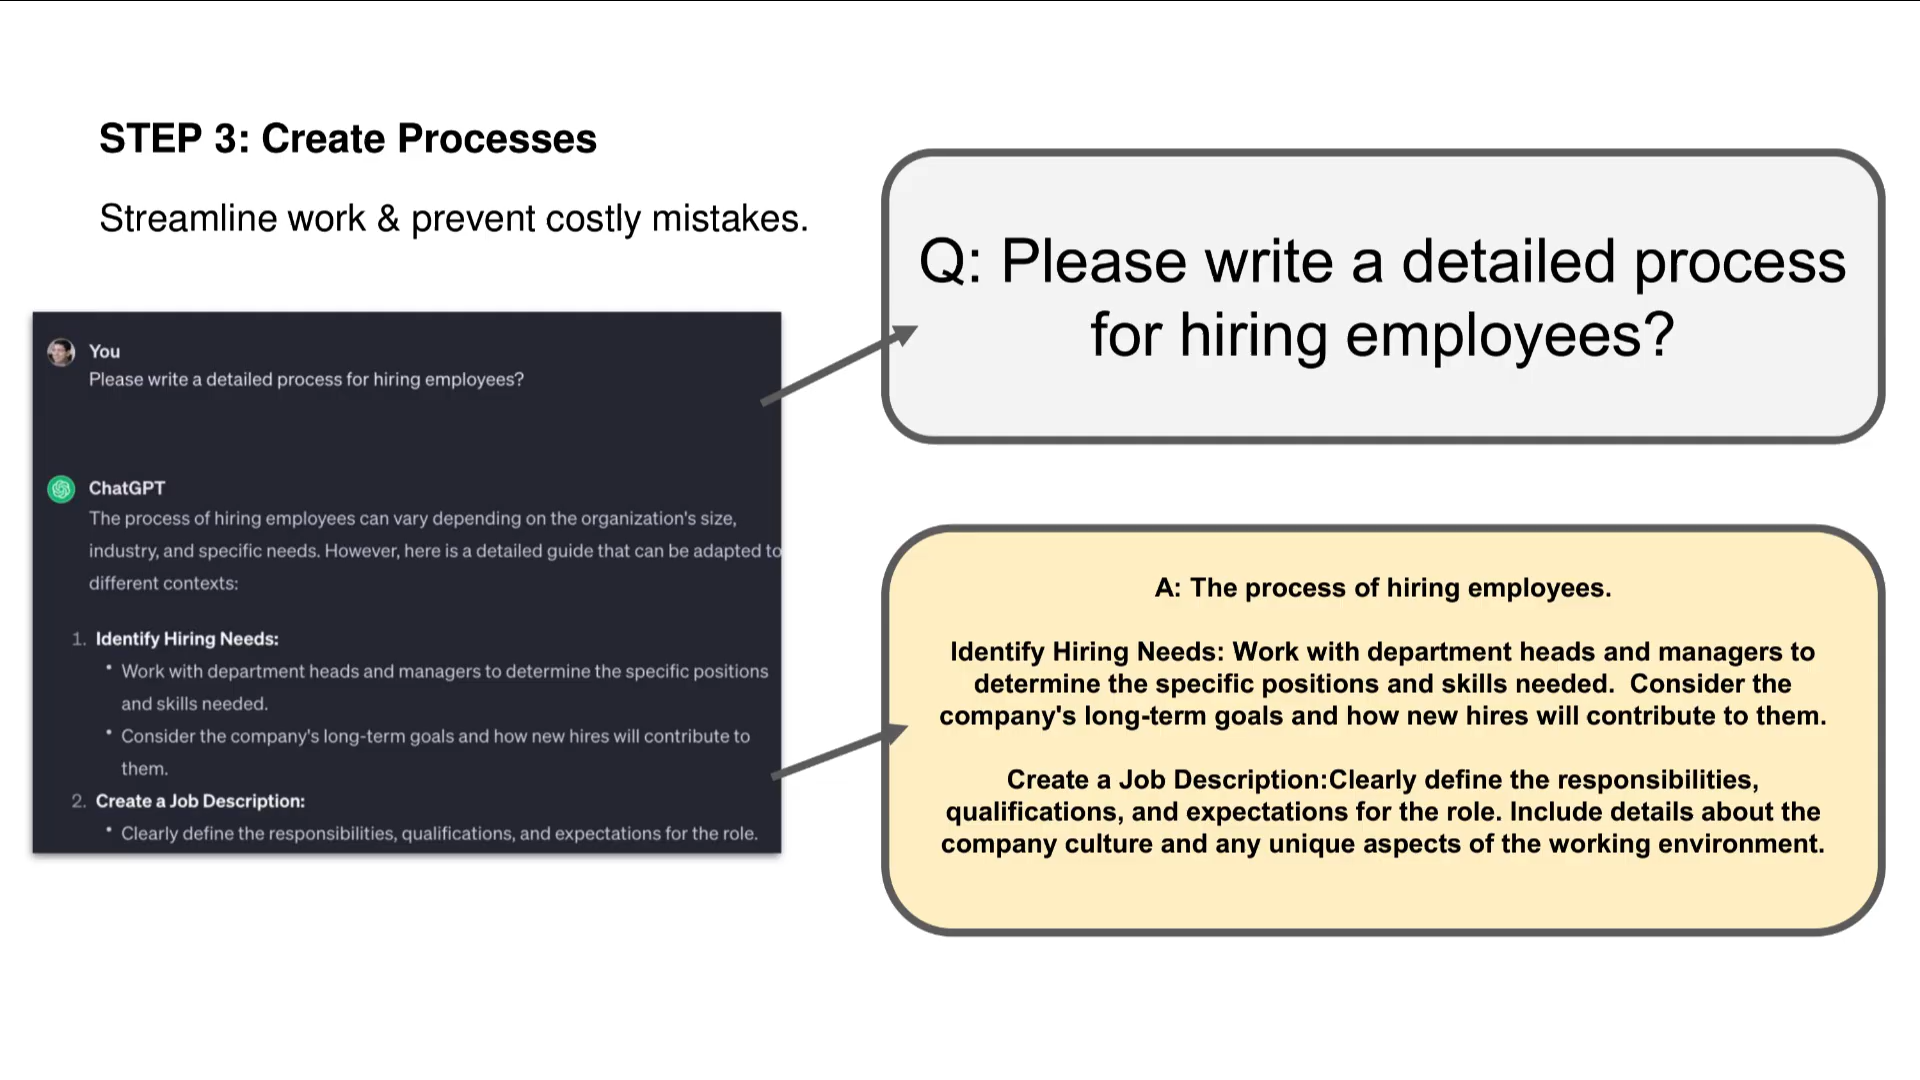 STEP 3: Create Processes
Streamline work & prevent costly mistakes.
You
Please write a detailed process for hiring employees?
ChatGPT
The process of hiring employees can vary depending on the organization's size,
industry, and specific needs. However, here is a detailed guide that can be adapted to
different contexts:
1. Identify Hiring Needs:
• Work with department heads and managers to determine the specific positions
and skills needed.
• Consider the company's long-term goals and how new hires will contribute to
them.
2. Create a Job Description:
• Clearly define the responsibilities, qualifications, and expectations for the role.
Q: Please write a detailed process
for hiring employees?
A: The process of hiring employees.
Identify Hiring Needs: Work with department heads and managers to
determine the specific positions and skills needed.  Consider the
company's long-term goals and how new hires will contribute to them.
Create a Job Description:Clearly define the responsibilities,
qualifications, and expectations for the role. Include details about the
company culture and any unique aspects of the working environment.